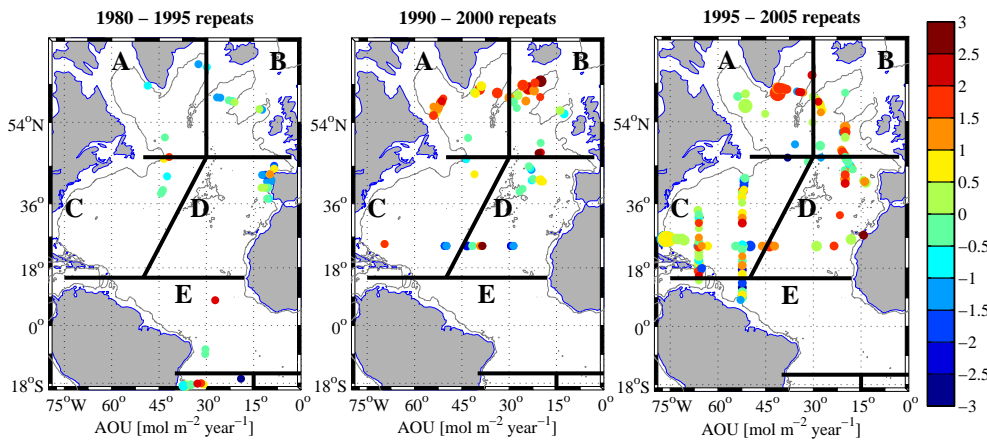 1980 – 1995 repeats
1990 – 2000 repeats
1995 – 2005 repeats
A B
C D
E
54°N
36°N
18°N
0°
18°S
75°W 60° 45° 30° 15° 0°
AOU [mol m⁻² year⁻¹]
A B
C D
E
54°N
36°N
18°N
0°
18°S
75°W 60° 45° 30° 15° 0°
AOU [mol m⁻² year⁻¹]
A B
C D
E
54°N
36°N
18°N
0°
18°S
75°W 60° 45° 30° 15° 0°
AOU [mol m⁻² year⁻¹]
3
2.5
2
1.5
1
0.5
0
−0.5
−1
−1.5
−2
−2.5
−3